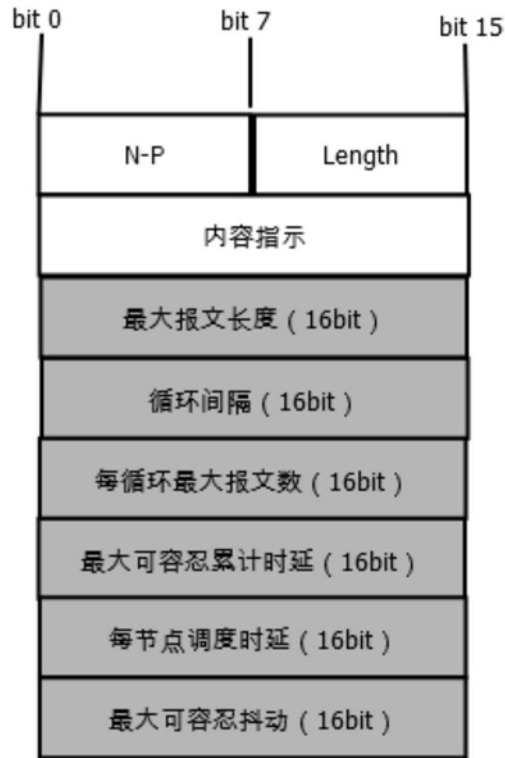 bit 0 bit 7 bit 15
N-P Length
内容指示
最大报文长度（16bit）
循环间隔（16bit）
每循环最大报文数（16bit）
最大可容忍累计时延（16bit）
每节点调度时延（16bit）
最大可容忍抖动（16bit）